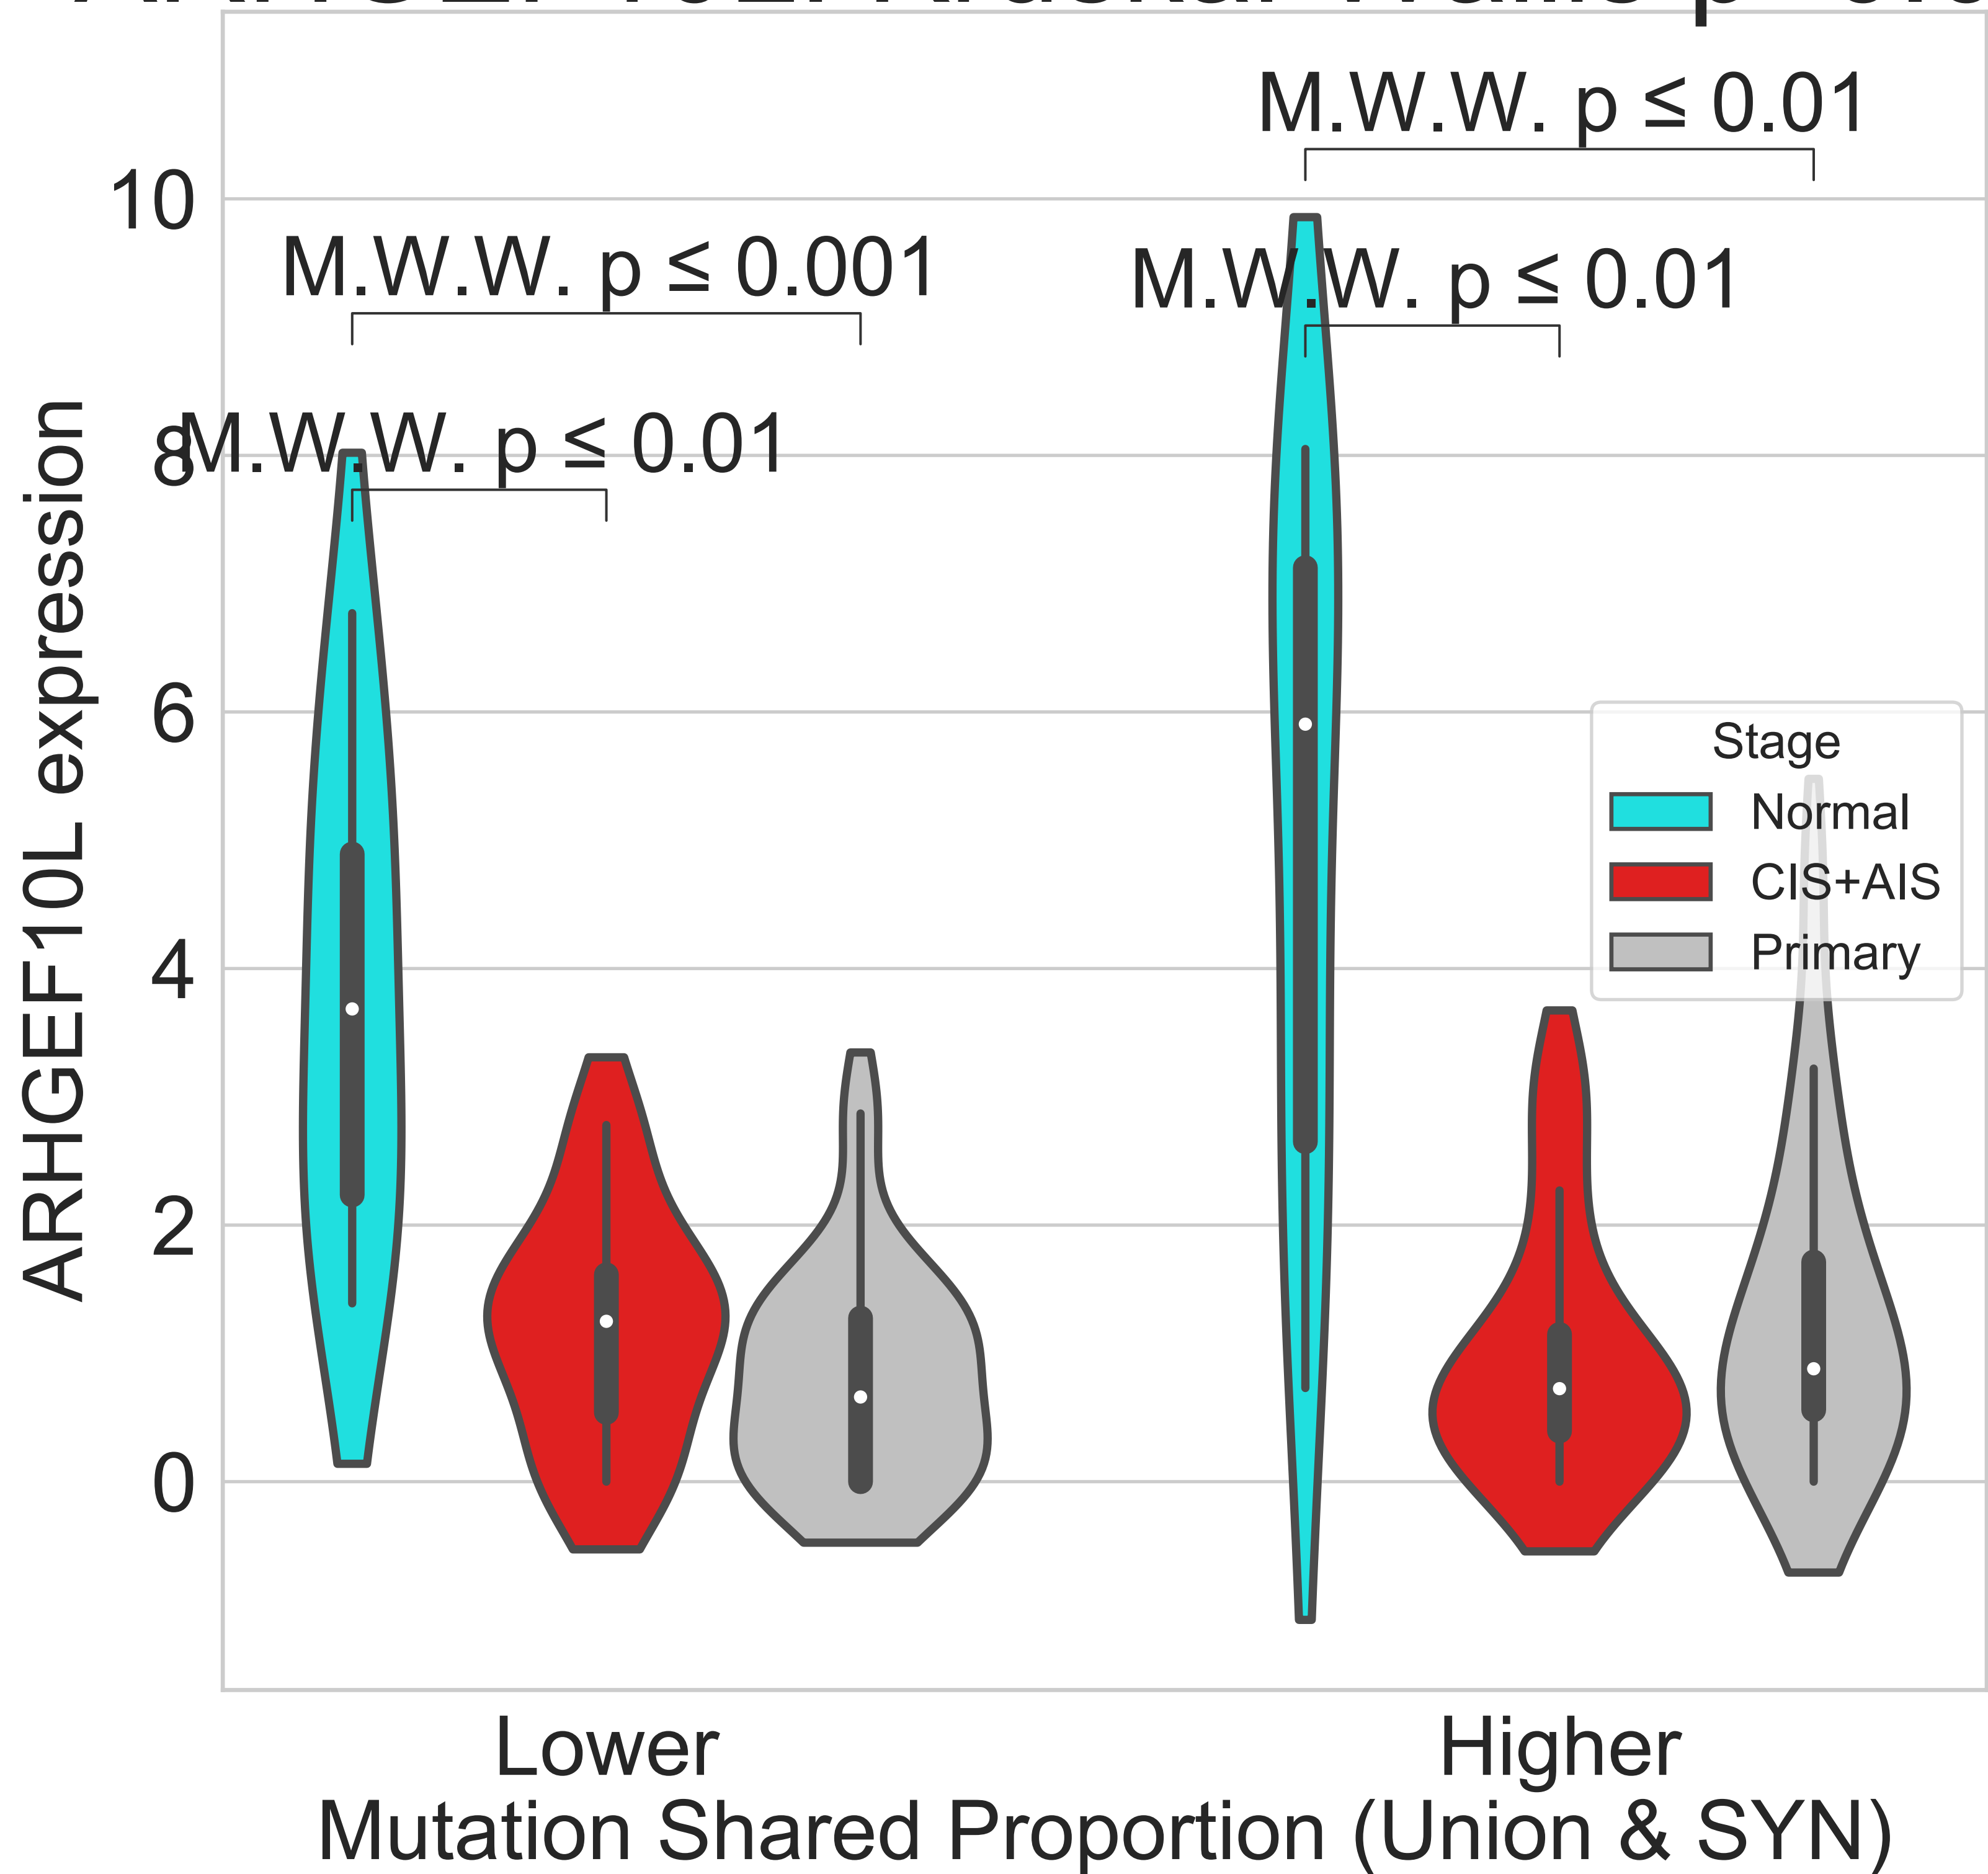 M.W.W. p ≤ 0.01
10
M.W.W. p ≤ 0.001
M.W.W. p ≤ 0.01
8
M.W.W. p ≤ 0.01
ARHGEF10L expression
6
Stage
Normal
CIS+AIS
Primary
4
2
0
Lower
Higher
Mutation Shared Proportion (Union & SYN)